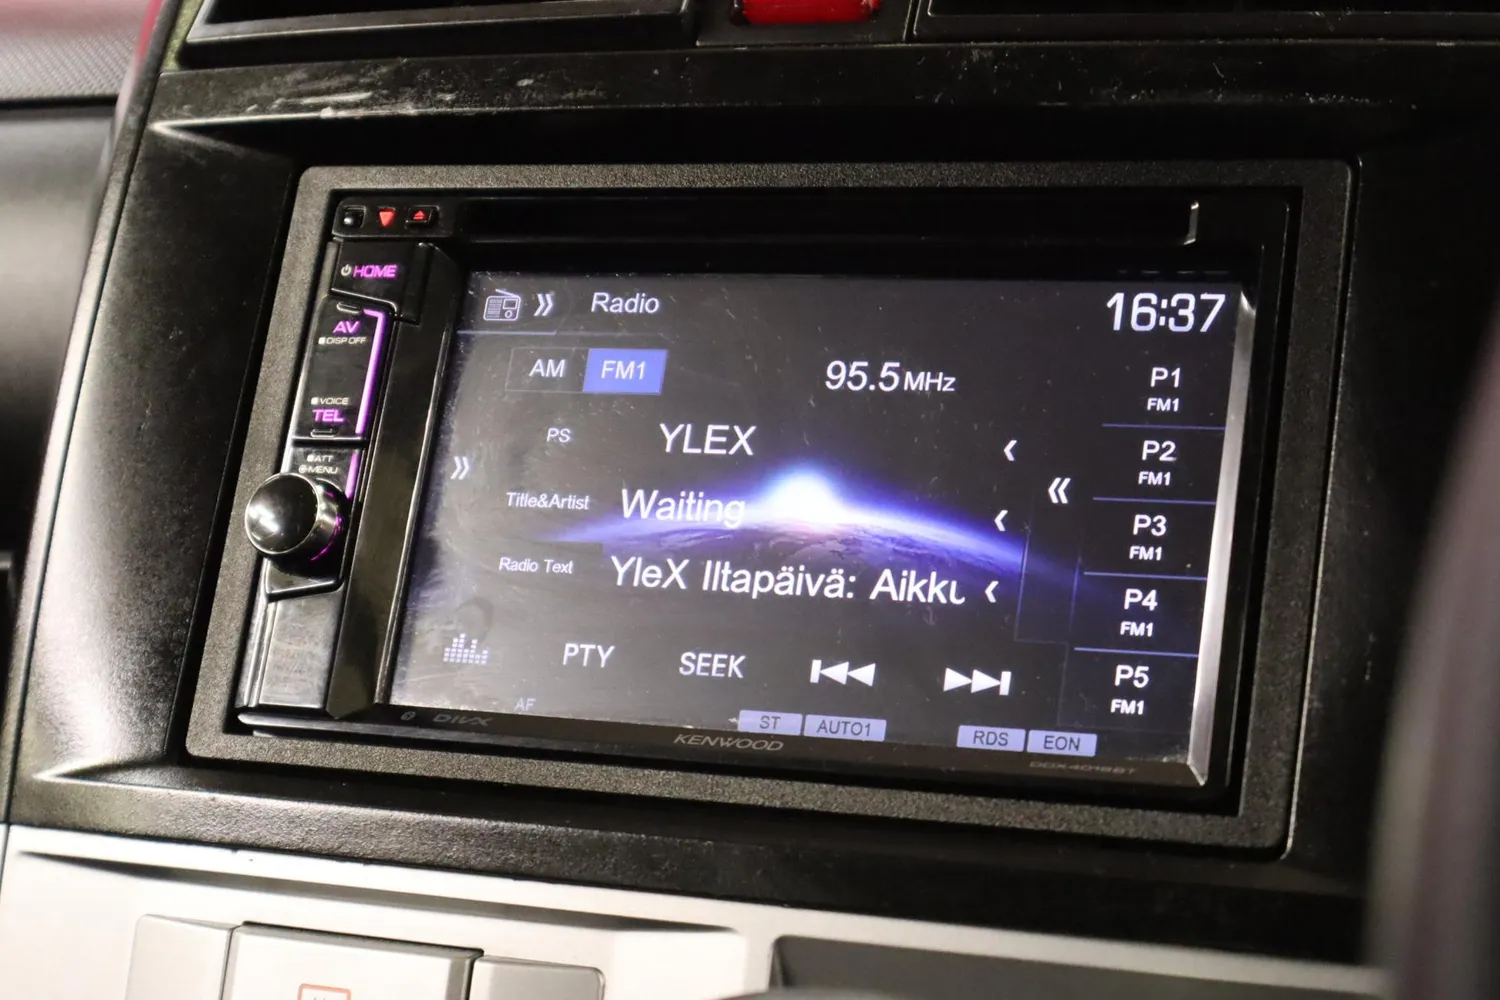 HOME
Radio
16:37
AV
DISP OFF
AM FM1
95.5 MHz
P1
FM1
VOICE
TEL
PS YLEX
P2
FM1
ATT
MENU
Title&Artist Waiting
P3
FM1
Radio Text YleX Iltapäivä: Aikku
P4
FM1
PTY SEEK
P5
FM1
AF
ST AUTO1 RDS EON
DIVX
KENWOOD